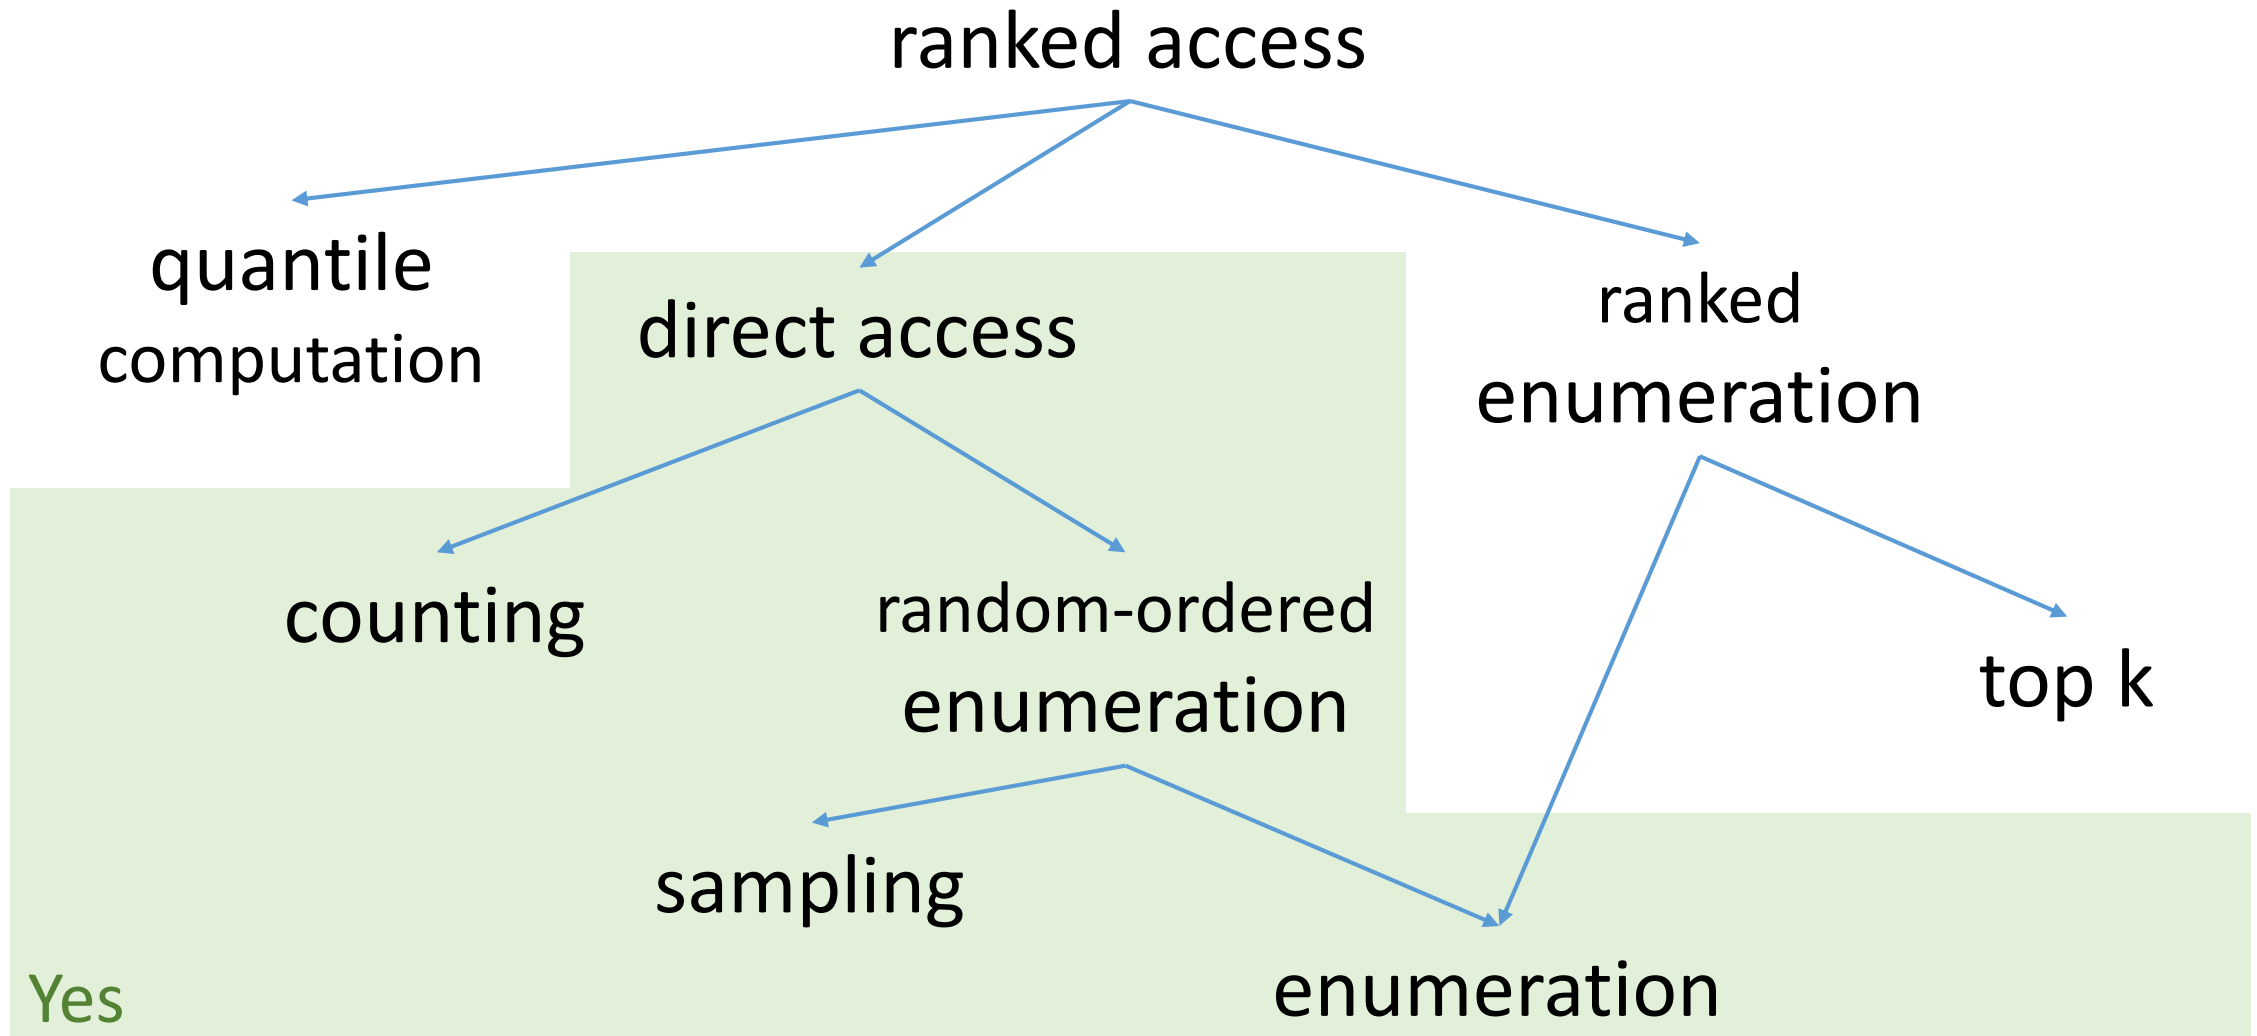 ranked access
quantile
computation
direct access
ranked
enumeration
counting
random-ordered
enumeration
top k
sampling
enumeration
Yes